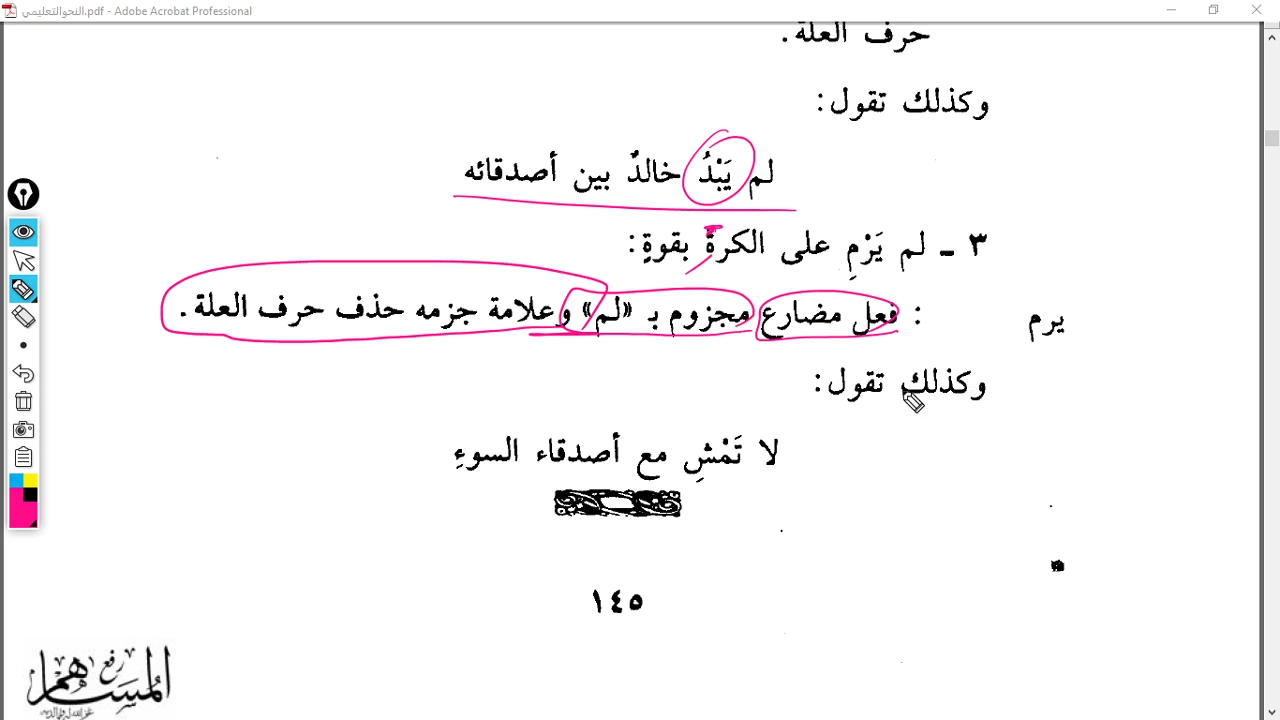 النحوالتعليمي.pdf - Adobe Acrobat Professional
حرف العلة.
وكذلك تقول:
لم يَبْدُ خالدٌ بين أصدقائه
٣ ـ لم يَرْمِ على الكرة بقوةٍ:
يرم : فعل مضارع مجزوم بـ «لم» وعلامة جزمه حذف حرف العلة.
وكذلك تقول:
لا تَمْشِ مع أصدقاء السوءِ
١٤٥
رفع
المساهم